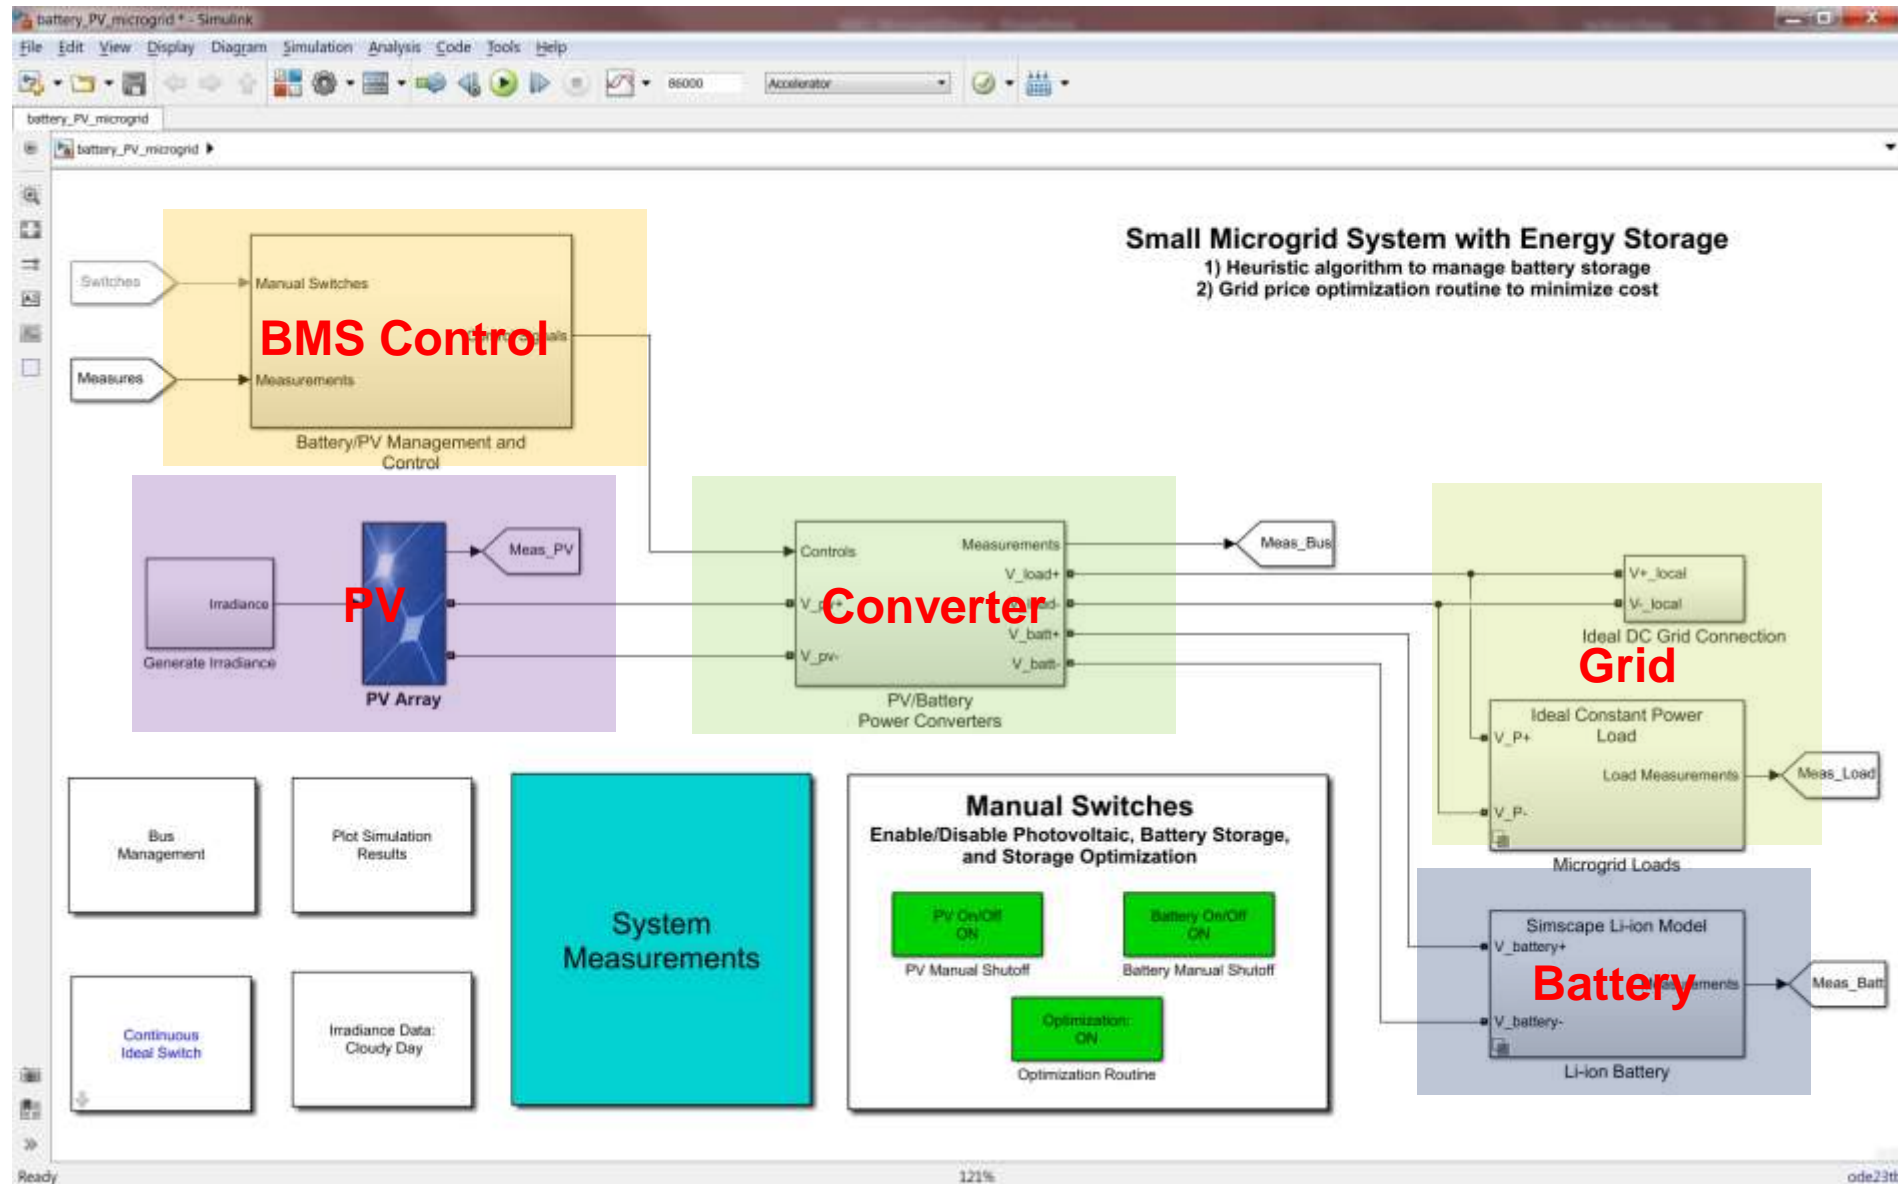 battery_PV_microgrid * - Simulink
File Edit View Display Diagram Simulation Analysis Code Tools Help
86000
Accelerator
battery_PV_microgrid
battery_PV_microgrid
Small Microgrid System with Energy Storage
1) Heuristic algorithm to manage battery storage
2) Grid price optimization routine to minimize cost
Switches
Measures
Manual Switches
Measurements
BMS Control
Battery/PV Management and
Control
Irradiance
Generate Irradiance
PV
PV Array
Meas_PV
Controls
V_pv+
V_pv-
Measurements
V_load+
V_load-
V_batt+
V_batt-
Converter
PV/Battery
Power Converters
Meas_Bus
V+_local
V-_local
Ideal DC Grid Connection
Grid
Ideal Constant Power
Load
V_P+
Load Measurements
V_P-
Meas_Load
Microgrid Loads
Simscape Li-ion Model
V_battery+
Battery
Measurements
V_battery-
Meas_Batt
Li-ion Battery
Bus
Management
Plot Simulation
Results
Continuous
Ideal Switch
Irradiance Data:
Cloudy Day
System
Measurements
Manual Switches
Enable/Disable Photovoltaic, Battery Storage,
and Storage Optimization
PV On/Off
ON
PV Manual Shutoff
Battery On/Off
ON
Battery Manual Shutoff
Optimization:
ON
Optimization Routine
Ready
121%